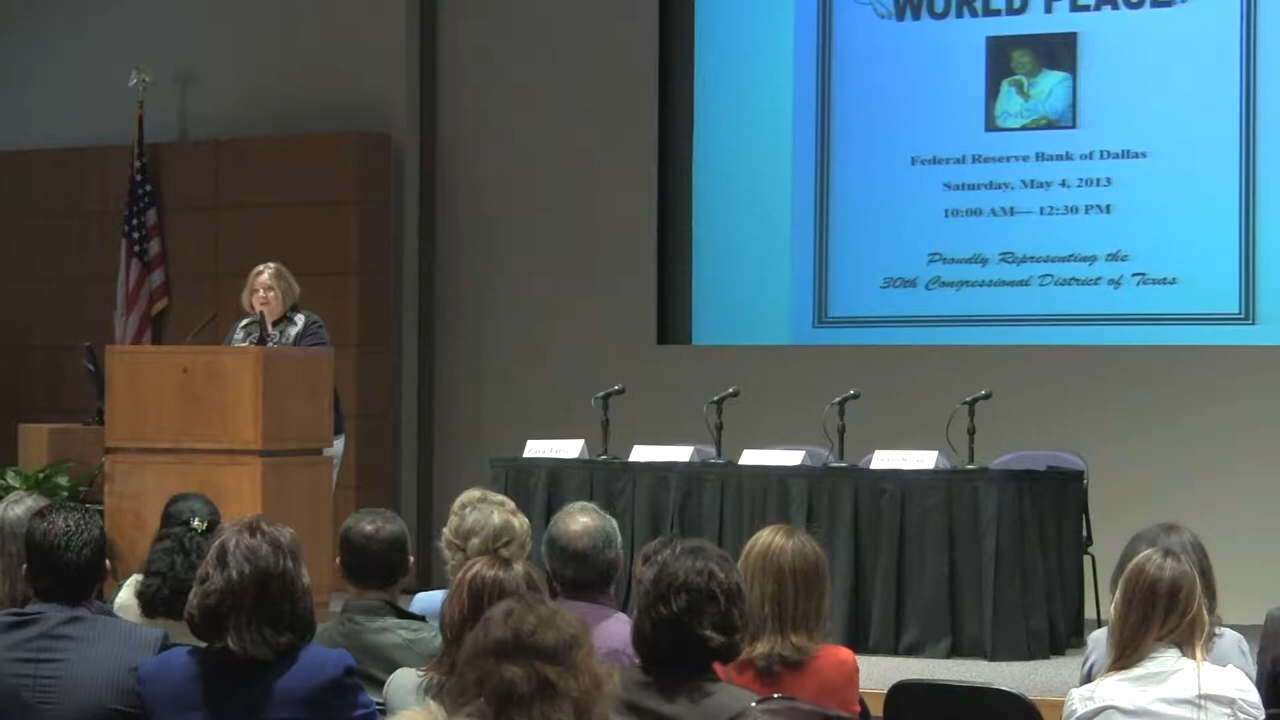 WORLD PEACE
Federal Reserve Bank of Dallas
Saturday, May 4, 2013
10:00 AM— 12:30 PM
Proudly Representing the
30th Congressional District of Texas